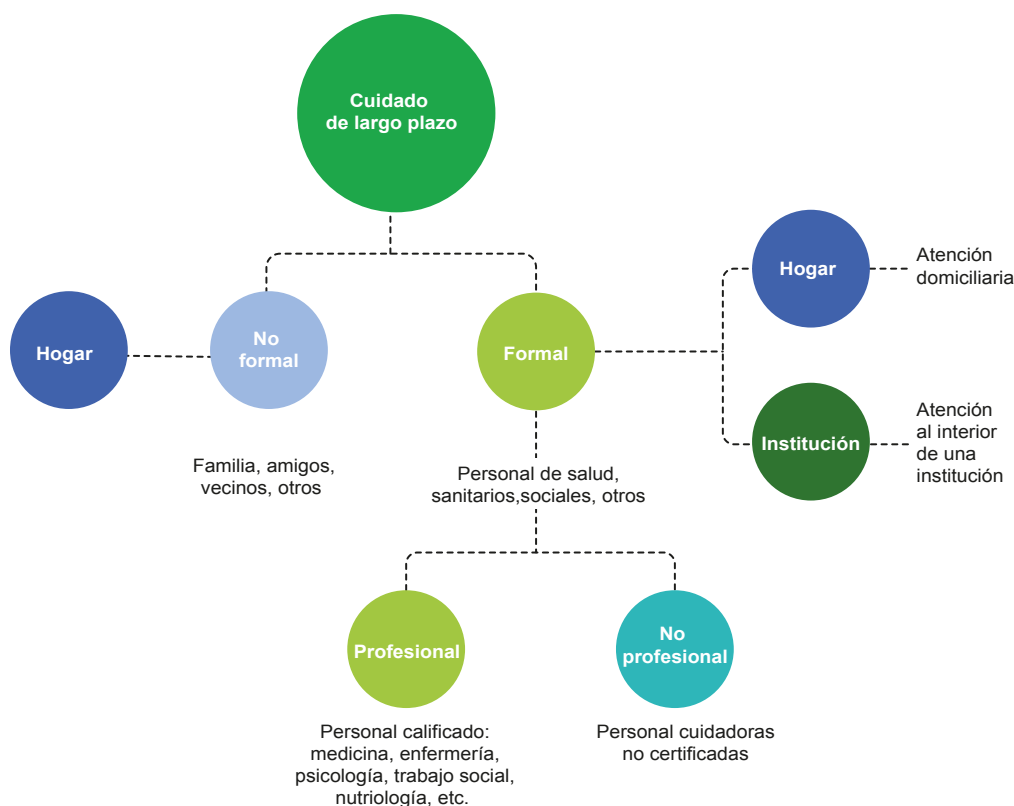 Cuidado
de largo plazo
Hogar
Atención
domiciliaria
Hogar
No
formal
Formal
Institución
Atención
al interior
de una
institución
Familia, amigos,
vecinos, otros
Personal de salud,
sanitarios,sociales, otros
Profesional
No
profesional
Personal calificado:
medicina, enfermería,
psicología, trabajo social,
nutriología, etc.
Personal cuidadoras
no certificadas